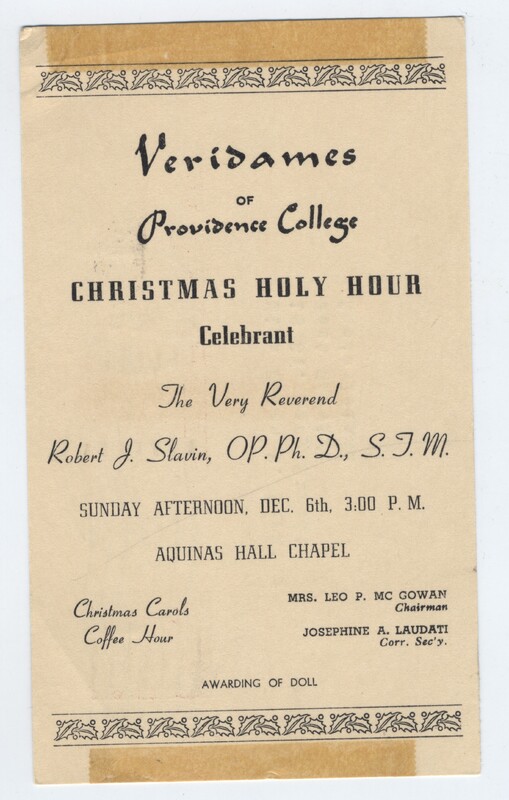 Veridames
OF
Providence College
CHRISTMAS HOLY HOUR
Celebrant
The Very Reverend
Robert J. Slavin, OP. Ph. D., S. T. M.
SUNDAY AFTERNOON, DEC. 6th, 3:00 P. M.
AQUINAS HALL CHAPEL
Christmas Carols
Coffee Hour
MRS. LEO P. MC GOWAN
Chairman
JOSEPHINE A. LAUDATI
Corr. Sec'y.
AWARDING OF DOLL